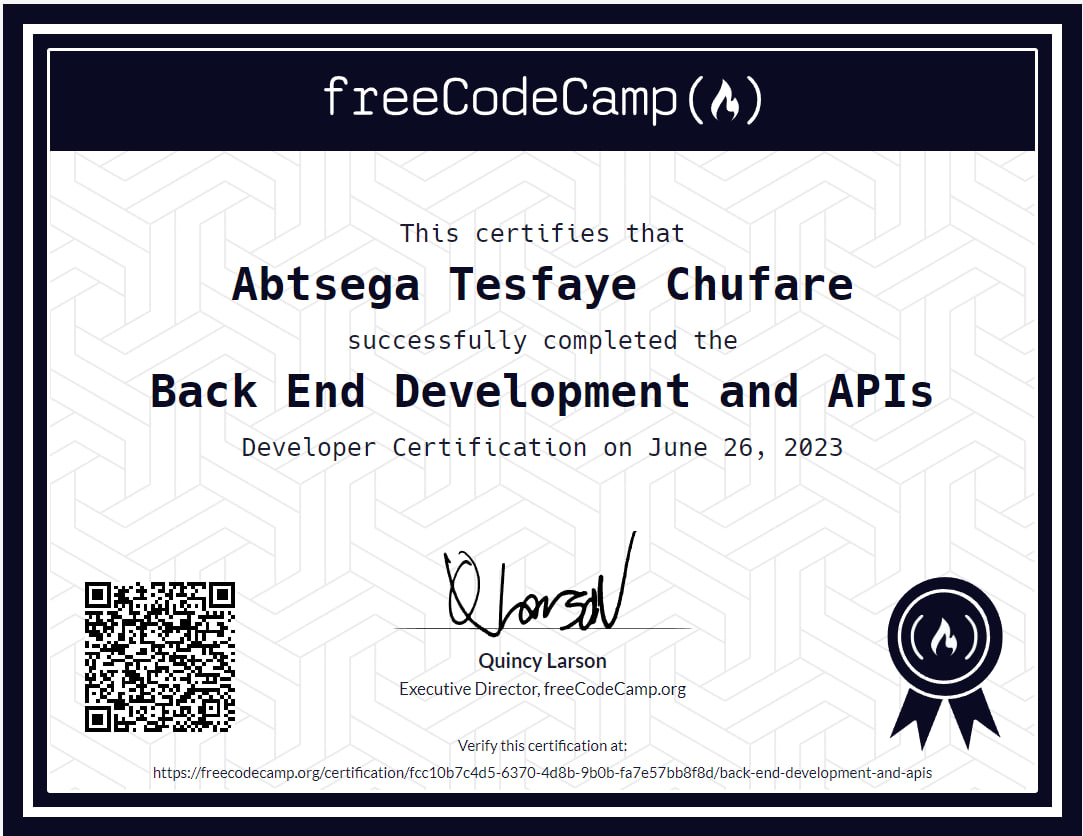 freeCodeCamp
This certifies that
Abtsega Tesfaye Chufare
successfully completed the
Back End Development and APIs
Developer Certification on June 26, 2023
Q Larson
Quincy Larson
Executive Director, freeCodeCamp.org
Verify this certification at:
https://freecodecamp.org/certification/fcc10b7c4d5-6370-4d8b-9b0b-fa7e57bb8f8d/back-end-development-and-apis